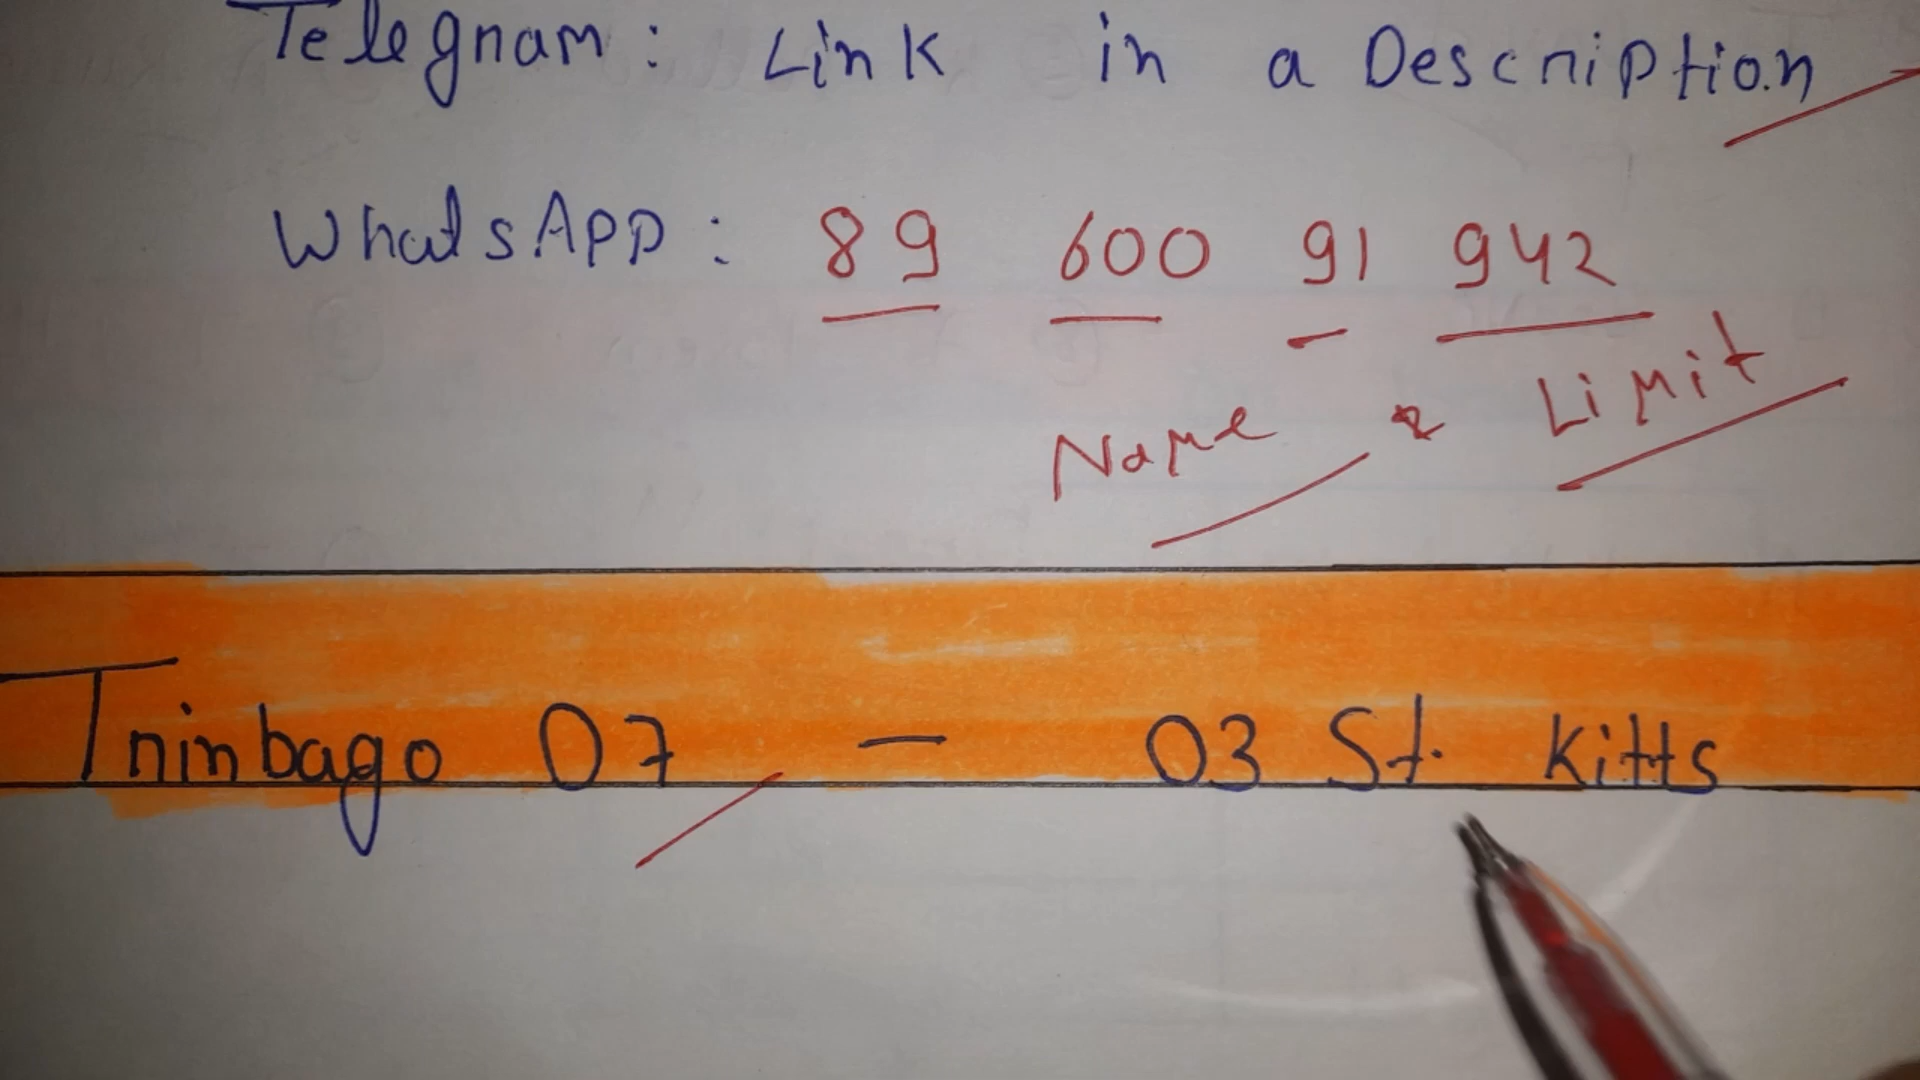 Telegram: Link in a Description
WhatsApp: 89 600 91 942
Name & Limit
Trinbago 07 - 03 St. Kitts